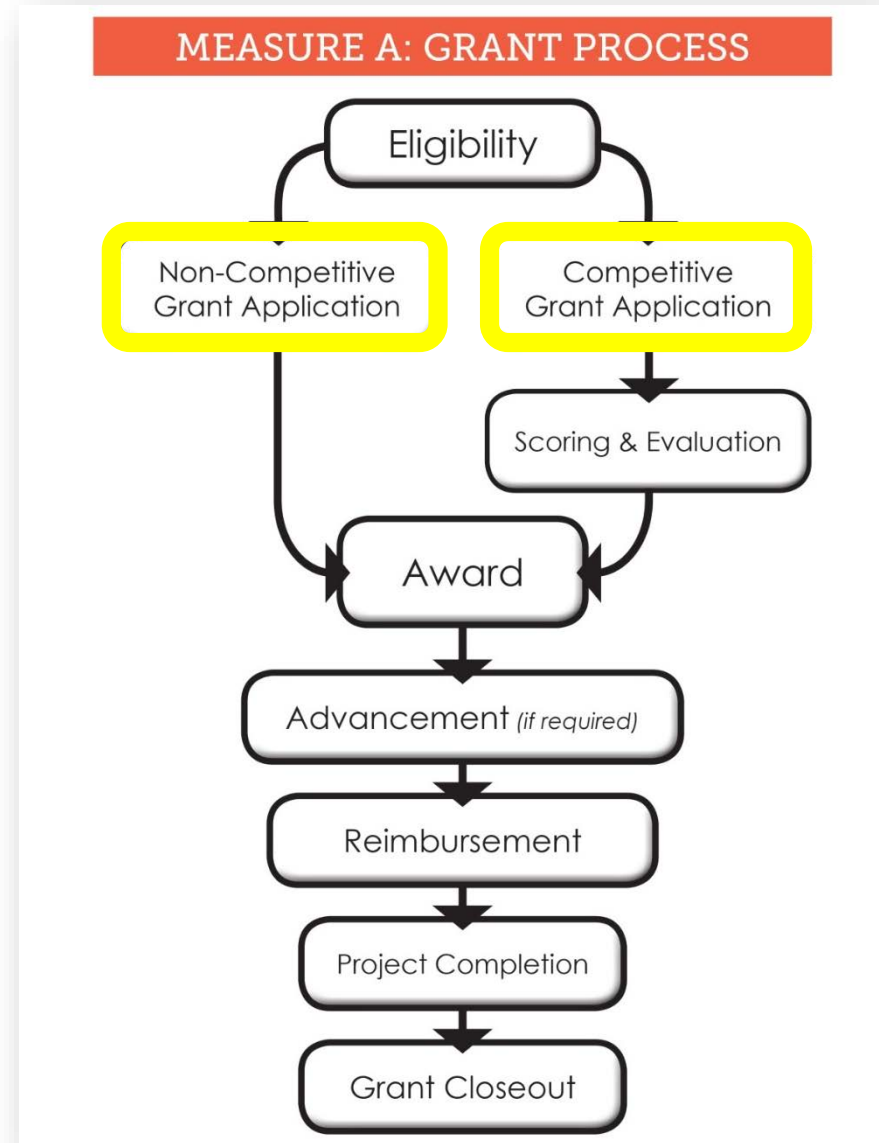 MEASURE A: GRANT PROCESS
Eligibility
Non-Competitive
Grant Application
Competitive
Grant Application
Scoring & Evaluation
Award
Advancement (if required)
Reimbursement
Project Completion
Grant Closeout